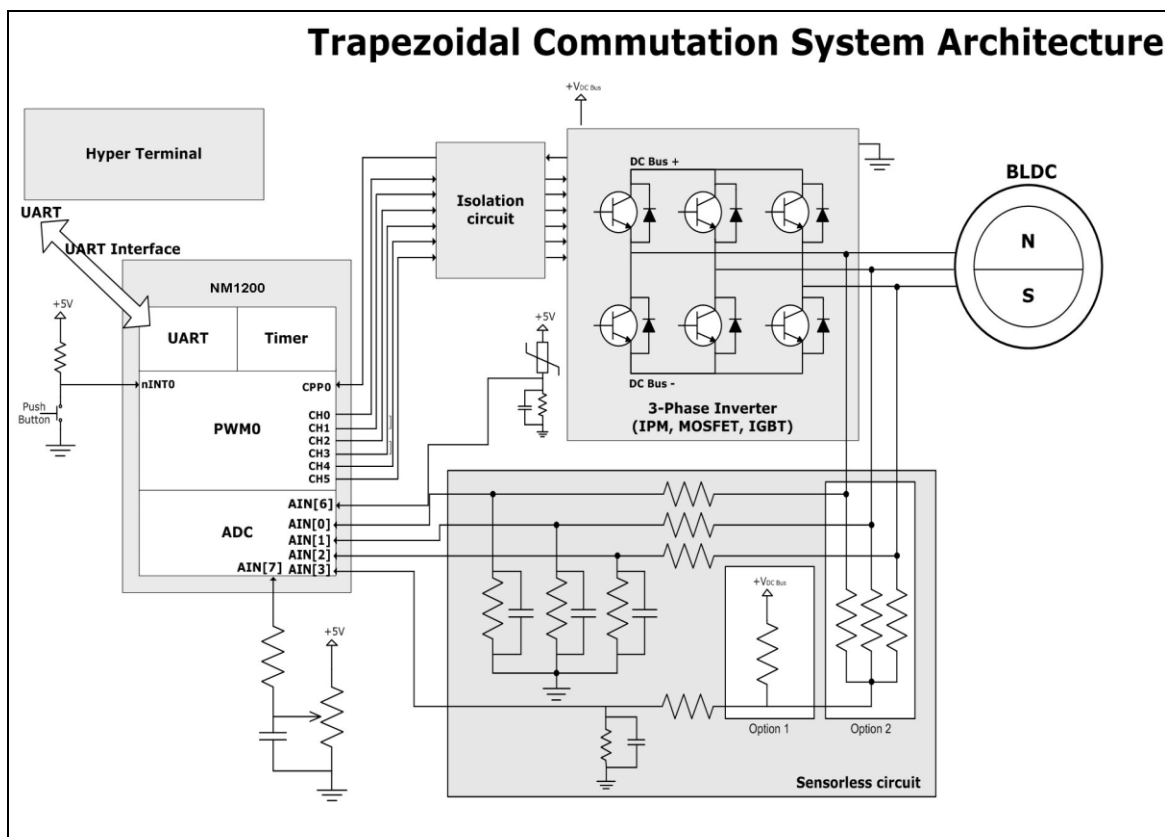 Trapezoidal Commutation System Architecture
+VDC Bus
Hyper Terminal
UART
UART Interface
Isolation
circuit
DC Bus +
DC Bus -
3-Phase Inverter
(IPM, MOSFET, IGBT)
BLDC
N
S
NM1200
+5V
UART
Timer
nINT0
Push
Button
PWM0
CPP0
CH0
CH1
CH2
CH3
CH4
CH5
+5V
ADC
AIN[6]
AIN[0]
AIN[1]
AIN[2]
AIN[7]
AIN[3]
+5V
+VDC Bus
Option 1
Option 2
Sensorless circuit